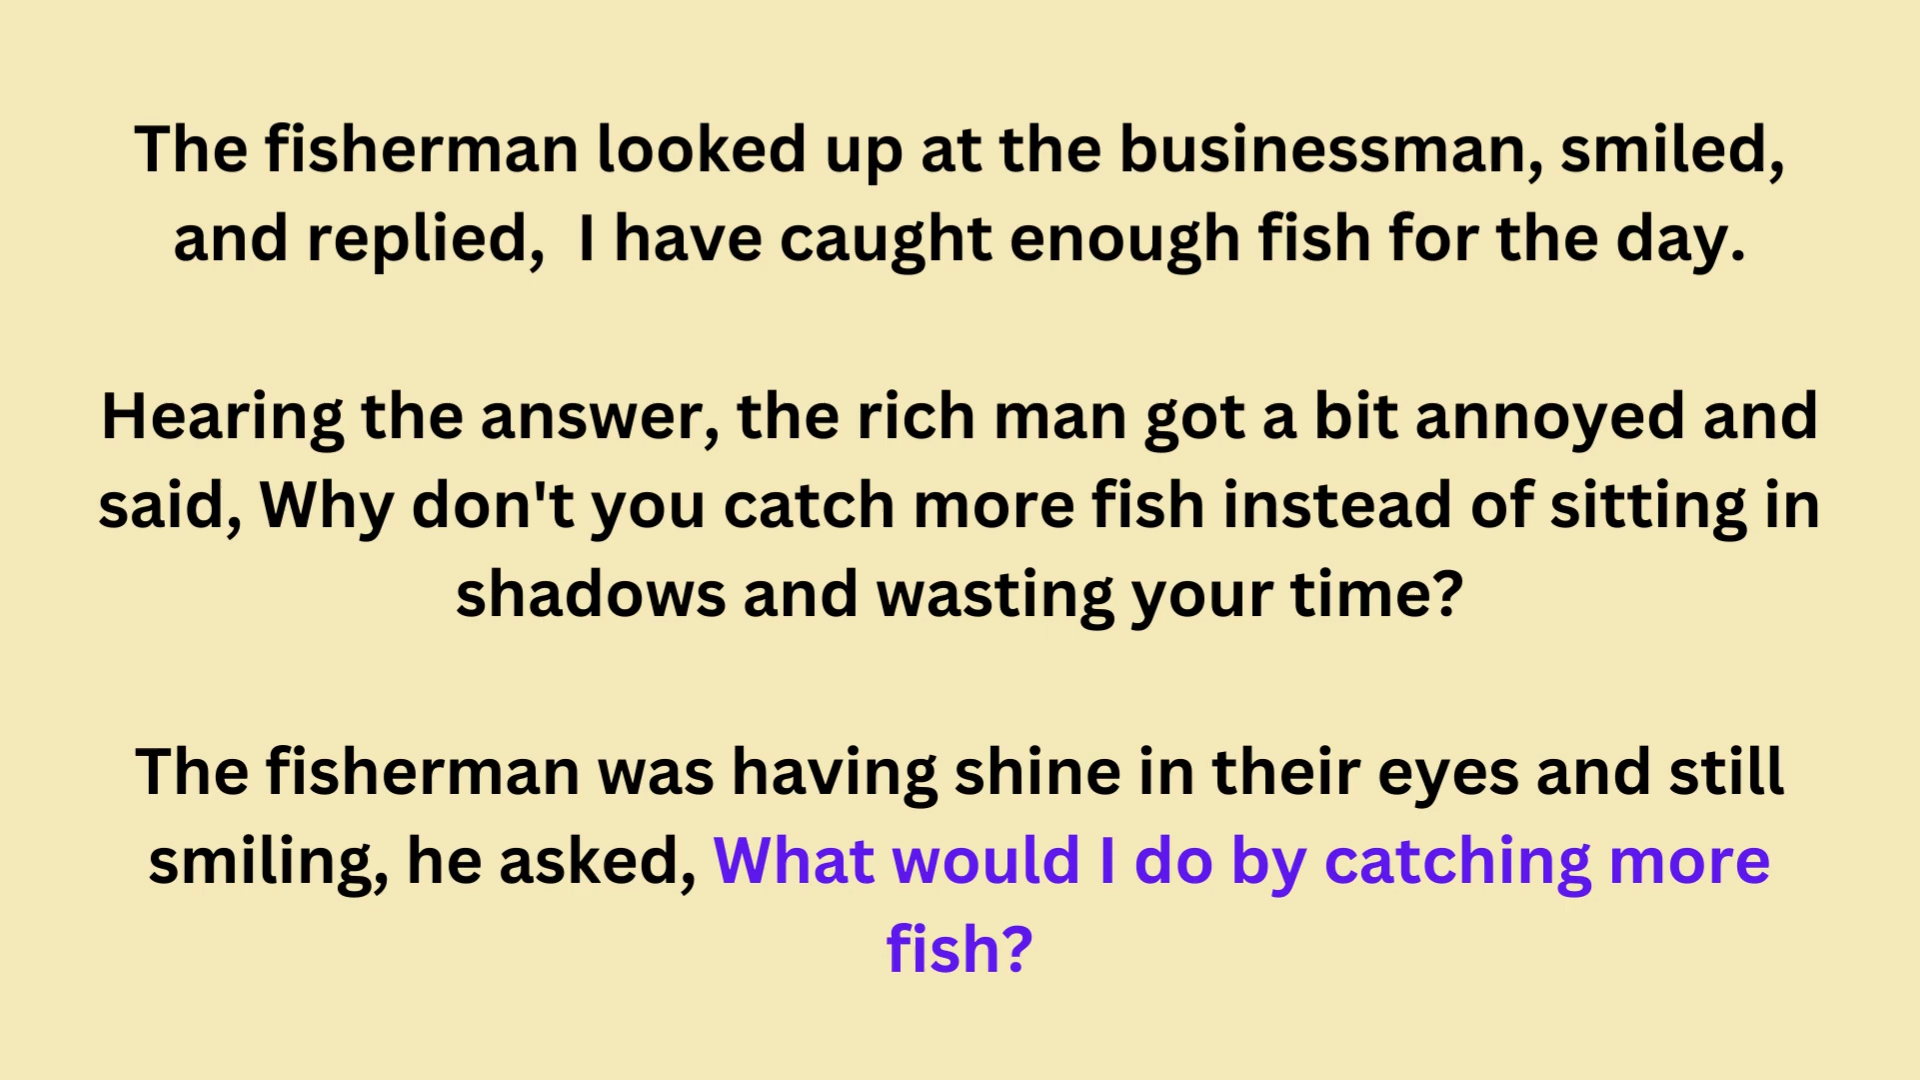 The fisherman looked up at the businessman, smiled,
and replied,  I have caught enough fish for the day.
Hearing the answer, the rich man got a bit annoyed and
said, Why don't you catch more fish instead of sitting in
shadows and wasting your time?
The fisherman was having shine in their eyes and still
smiling, he asked, What would I do by catching more
fish?